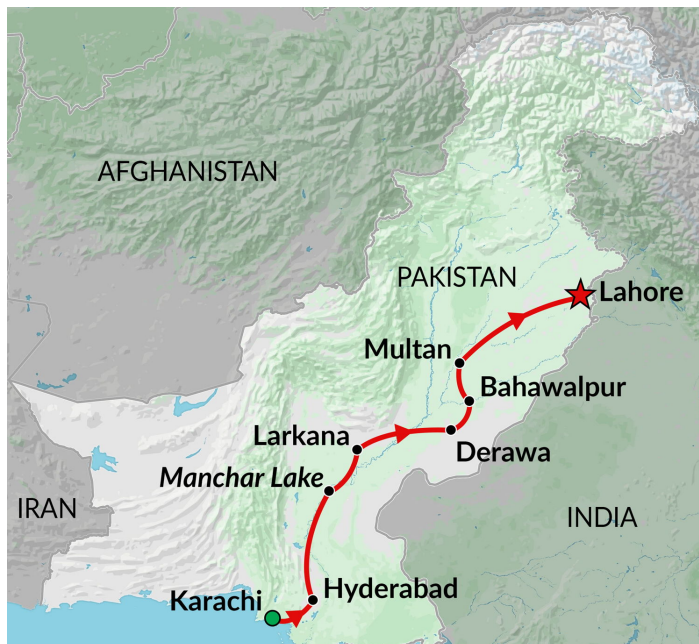 AFGHANISTAN
PAKISTAN
Lahore
Multan
Bahawalpur
Larkana
Derawa
Manchar Lake
IRAN
INDIA
Hyderabad
Karachi